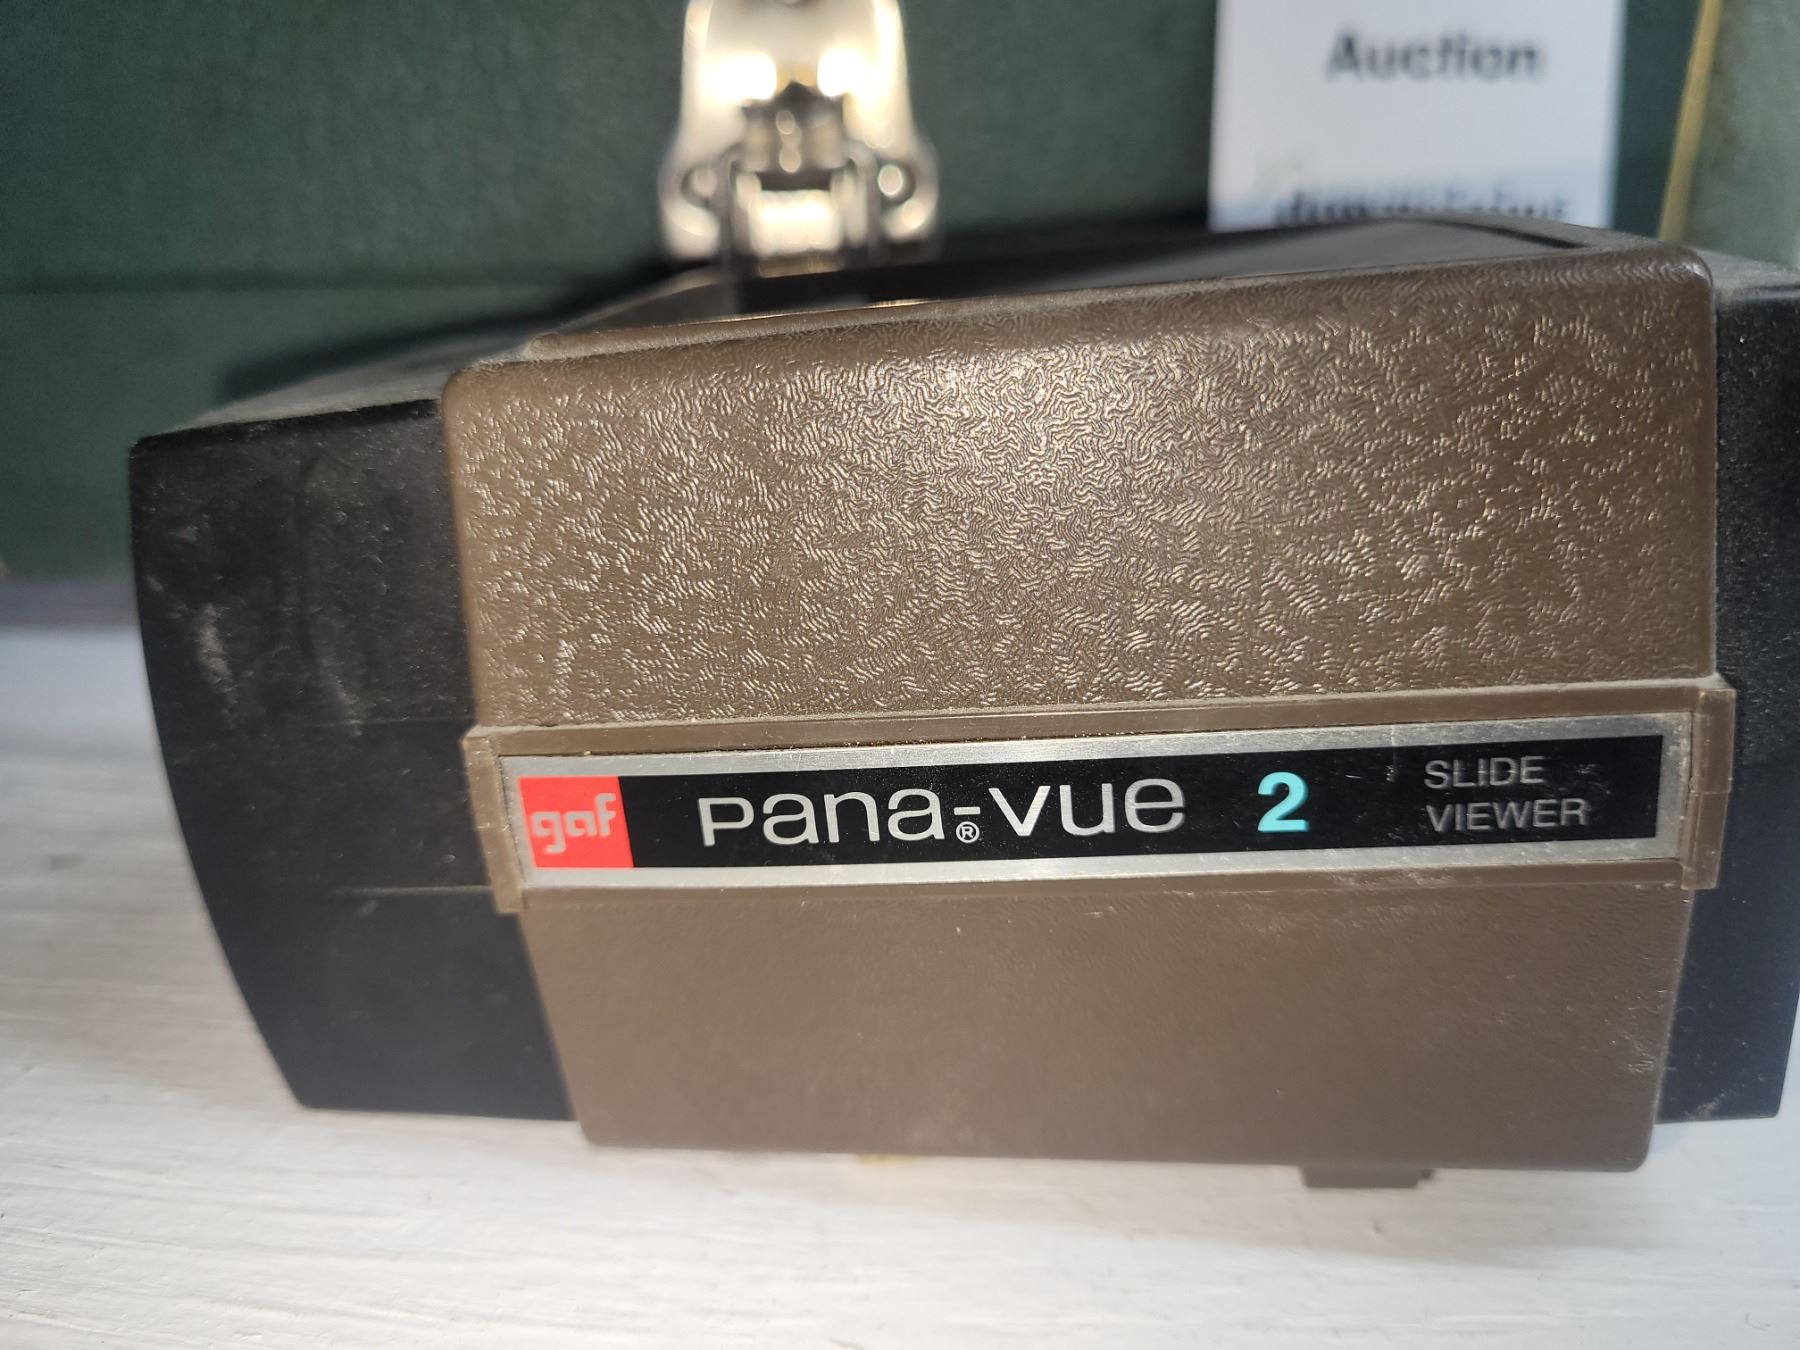 Auction
gaf Pana-Vue® 2 SLIDE
VIEWER